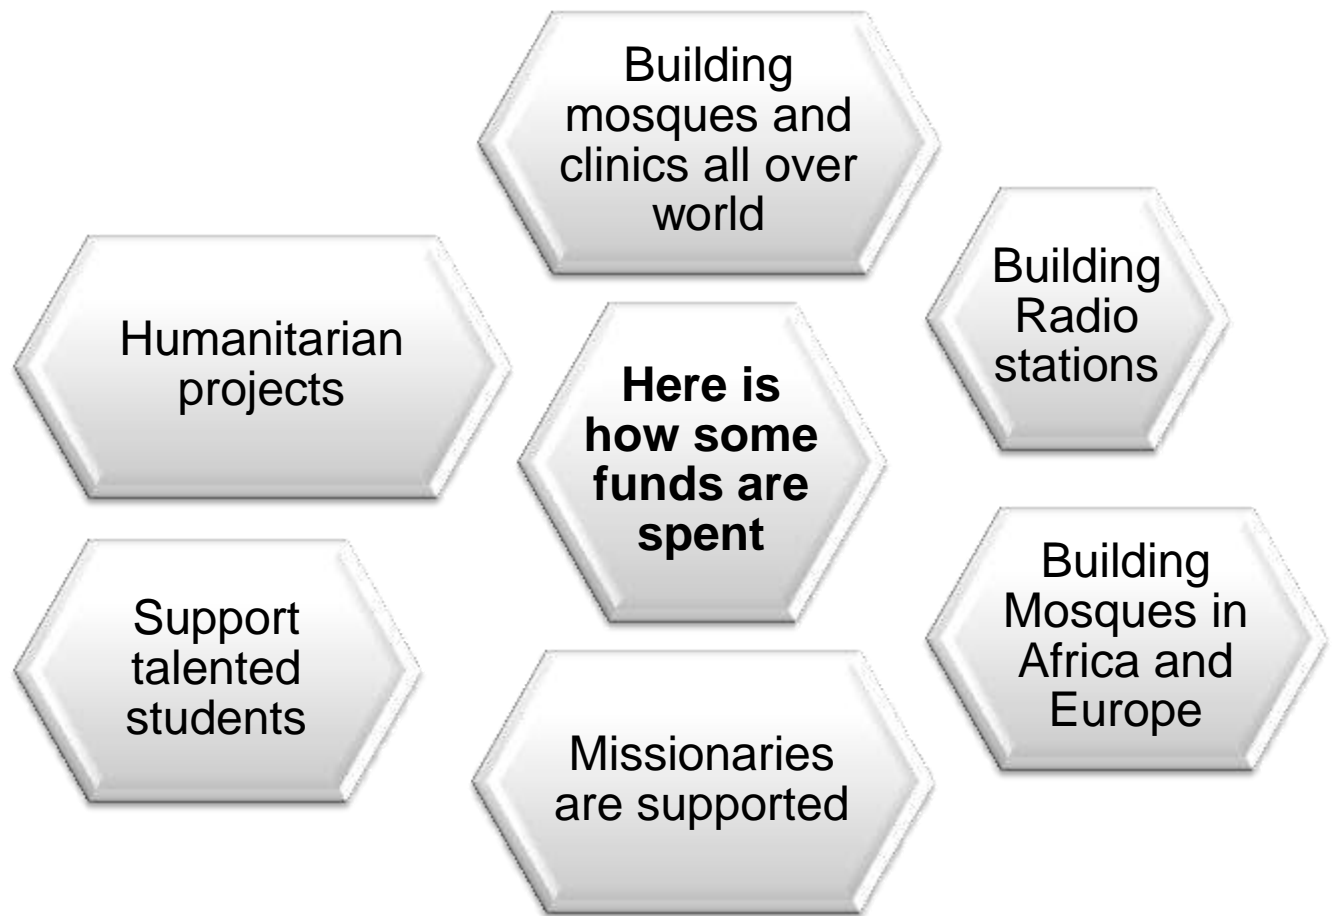 Building
mosques and
clinics all over
world
Building
Radio
stations
Humanitarian
projects
Here is
how some
funds are
spent
Building
Mosques in
Africa and
Europe
Support
talented
students
Missionaries
are supported